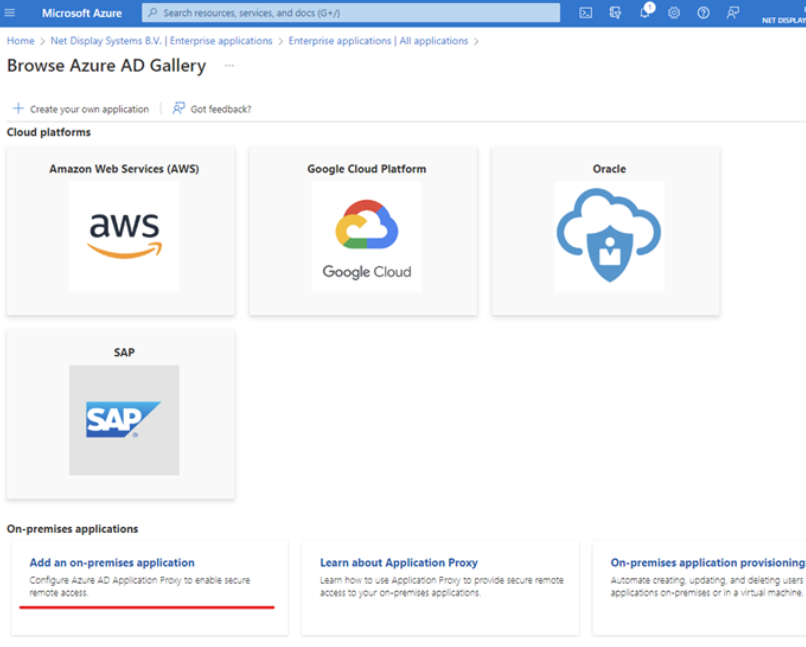 Microsoft Azure
Search resources, services, and docs (G+/)
1
NET DISPLAY
Home > Net Display Systems B.V. | Enterprise applications > Enterprise applications | All applications >
Browse Azure AD Gallery ...
+ Create your own application | Got feedback?
Cloud platforms
Amazon Web Services (AWS)
aws
Google Cloud Platform
Google Cloud
Oracle
SAP
SAP
On-premises applications
Add an on-premises application
Configure Azure AD Application Proxy to enable secure
remote access.
Learn about Application Proxy
Learn how to use Application Proxy to provide secure remote
access to your on-premises applications.
On-premises application provisioning
Automate creating, updating, and deleting users
applications on-premises or in a virtual machine.